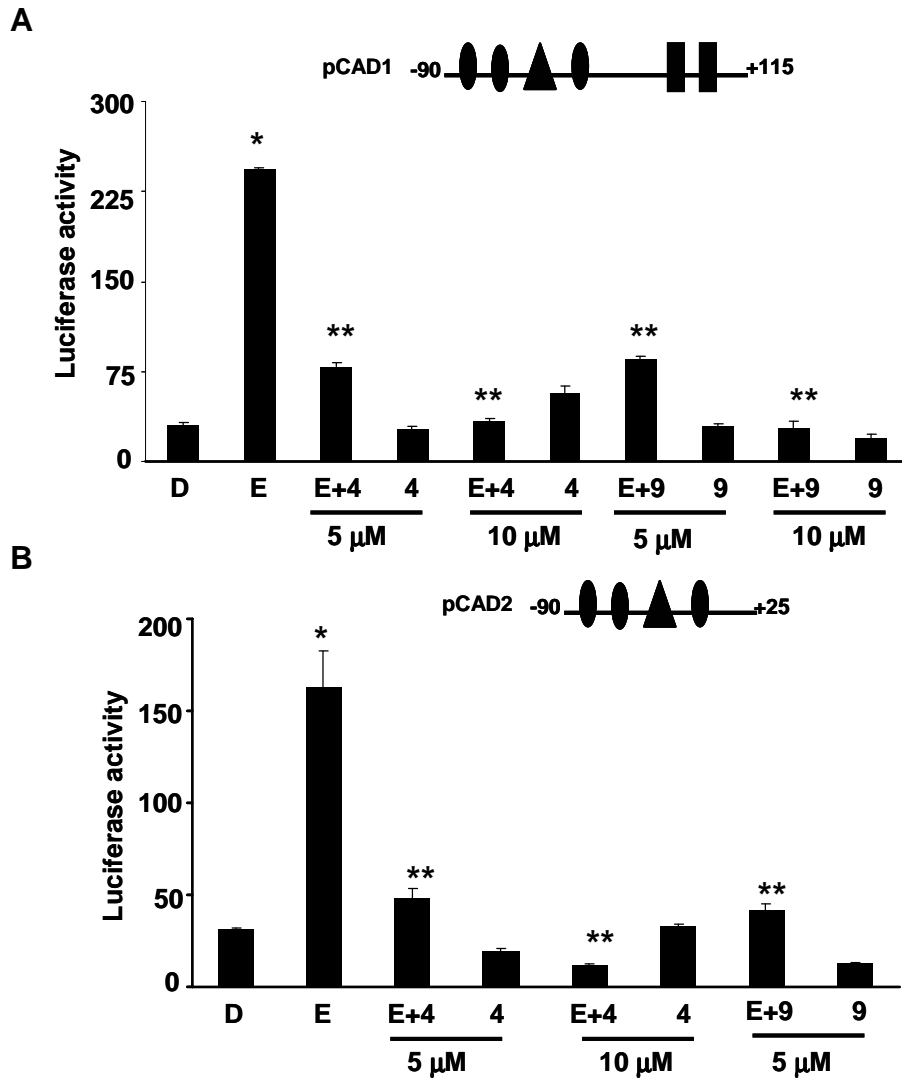 A
pCAD1 -90 +115
300
*
225
Luciferase activity
150
** **
75
** **
0
D E E+4 4 E+4 4 E+9 9 E+9 9
5 μM 10 μM 5 μM 10 μM
B
pCAD2 -90 +25
200
*
150
Luciferase activity
100
** **
50
**
0
D E E+4 4 E+4 4 E+9 9
5 μM 10 μM 5 μM